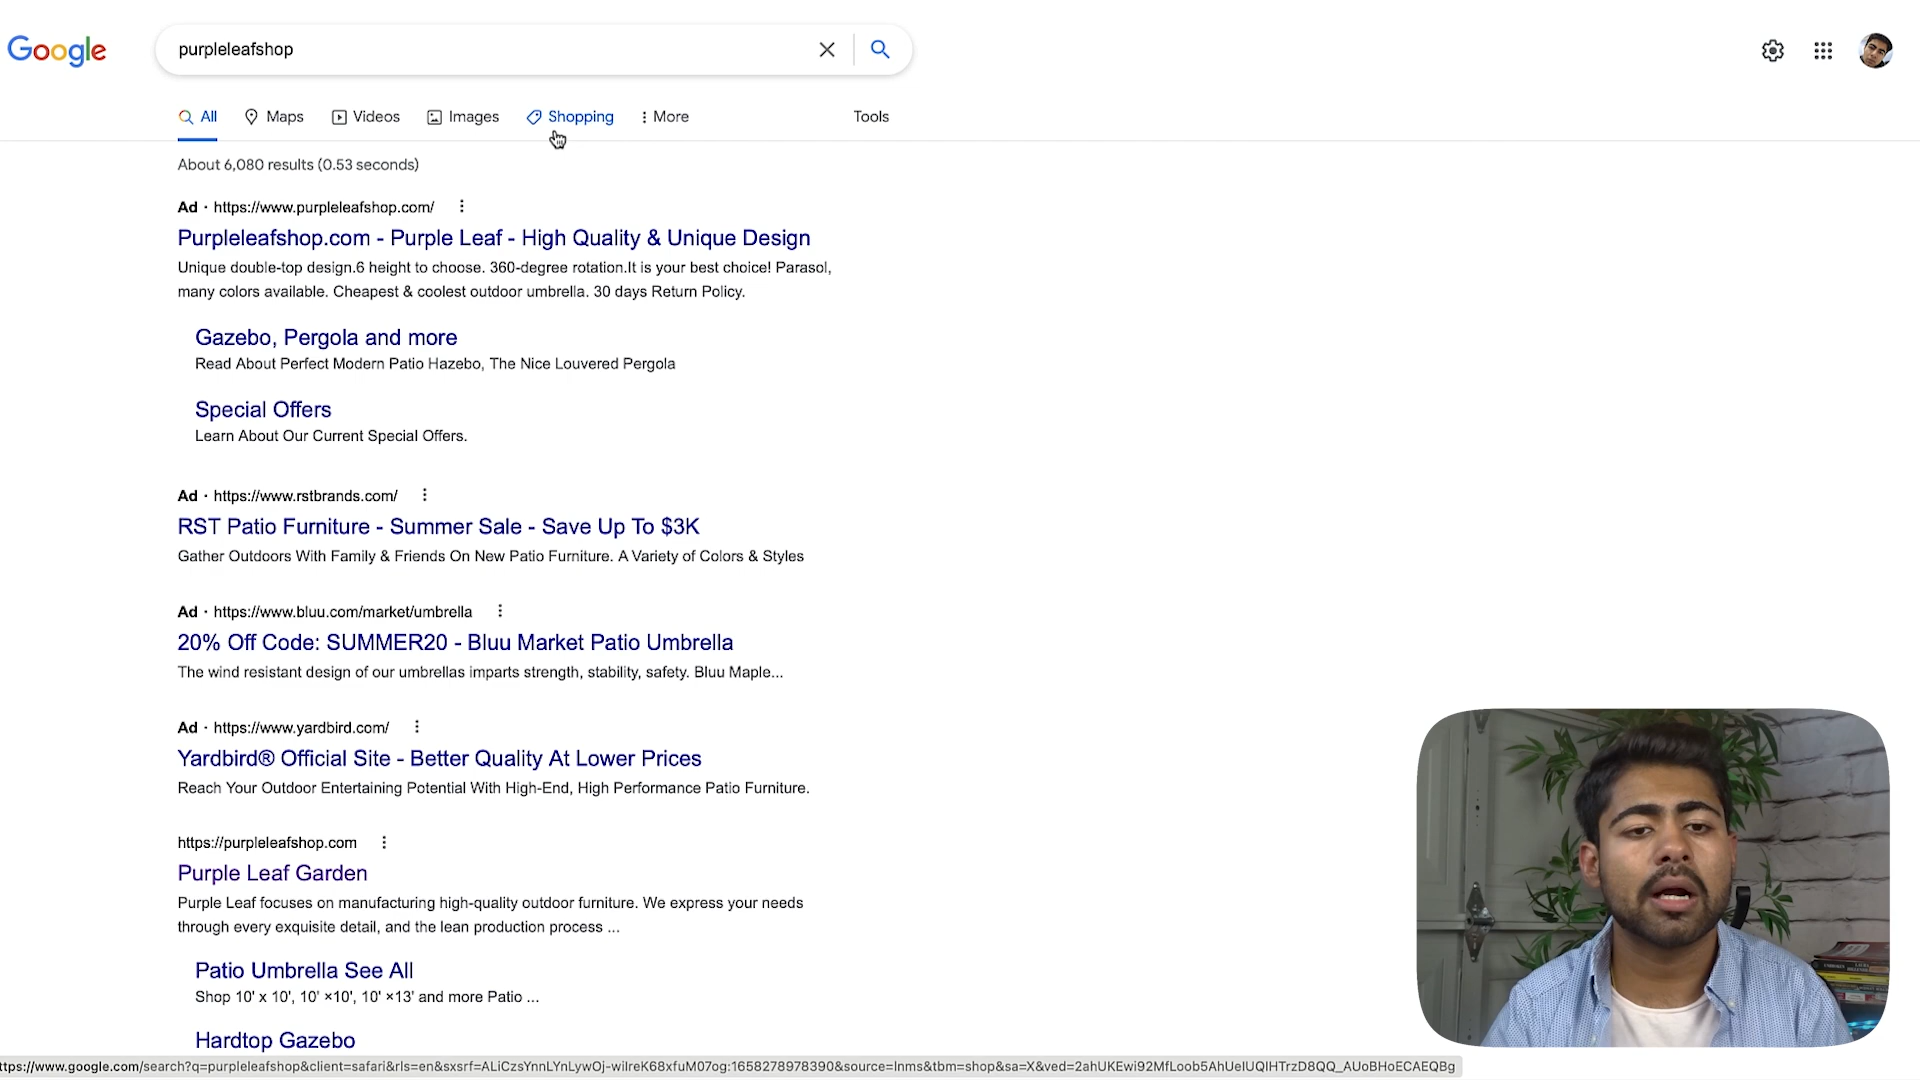 Google
purpleleafshop
All Maps Videos Images Shopping More Tools
About 6,080 results (0.53 seconds)
Ad · https://www.purpleleafshop.com/
Purpleleafshop.com - Purple Leaf - High Quality & Unique Design
Unique double-top design.6 height to choose. 360-degree rotation.It is your best choice! Parasol,
many colors available. Cheapest & coolest outdoor umbrella. 30 days Return Policy.
Gazebo, Pergola and more
Read About Perfect Modern Patio Hazebo, The Nice Louvered Pergola
Special Offers
Learn About Our Current Special Offers.
Ad · https://www.rstbrands.com/
RST Patio Furniture - Summer Sale - Save Up To $3K
Gather Outdoors With Family & Friends On New Patio Furniture. A Variety of Colors & Styles
Ad · https://www.bluu.com/market/umbrella
20% Off Code: SUMMER20 - Bluu Market Patio Umbrella
The wind resistant design of our umbrellas imparts strength, stability, safety. Bluu Maple...
Ad · https://www.yardbird.com/
Yardbird® Official Site - Better Quality At Lower Prices
Reach Your Outdoor Entertaining Potential With High-End, High Performance Patio Furniture.
https://purpleleafshop.com
Purple Leaf Garden
Purple Leaf focuses on manufacturing high-quality outdoor furniture. We express your needs
through every exquisite detail, and the lean production process ...
Patio Umbrella See All
Shop 10' x 10', 10' ×10', 10' ×13' and more Patio ...
Hardtop Gazebo
ttps://www.google.com/search?q=purpleleafshop&client=safari&rls=en&sxsrf=ALiCzsYnnLYnLywOj-wilreK68xfuM07og:1658278978390&source=lnms&tbm=shop&sa=X&ved=2ahUKEwi92MfLoob5AhUeIUQIHTrzD8QQ_AUoBHoECAEQBg